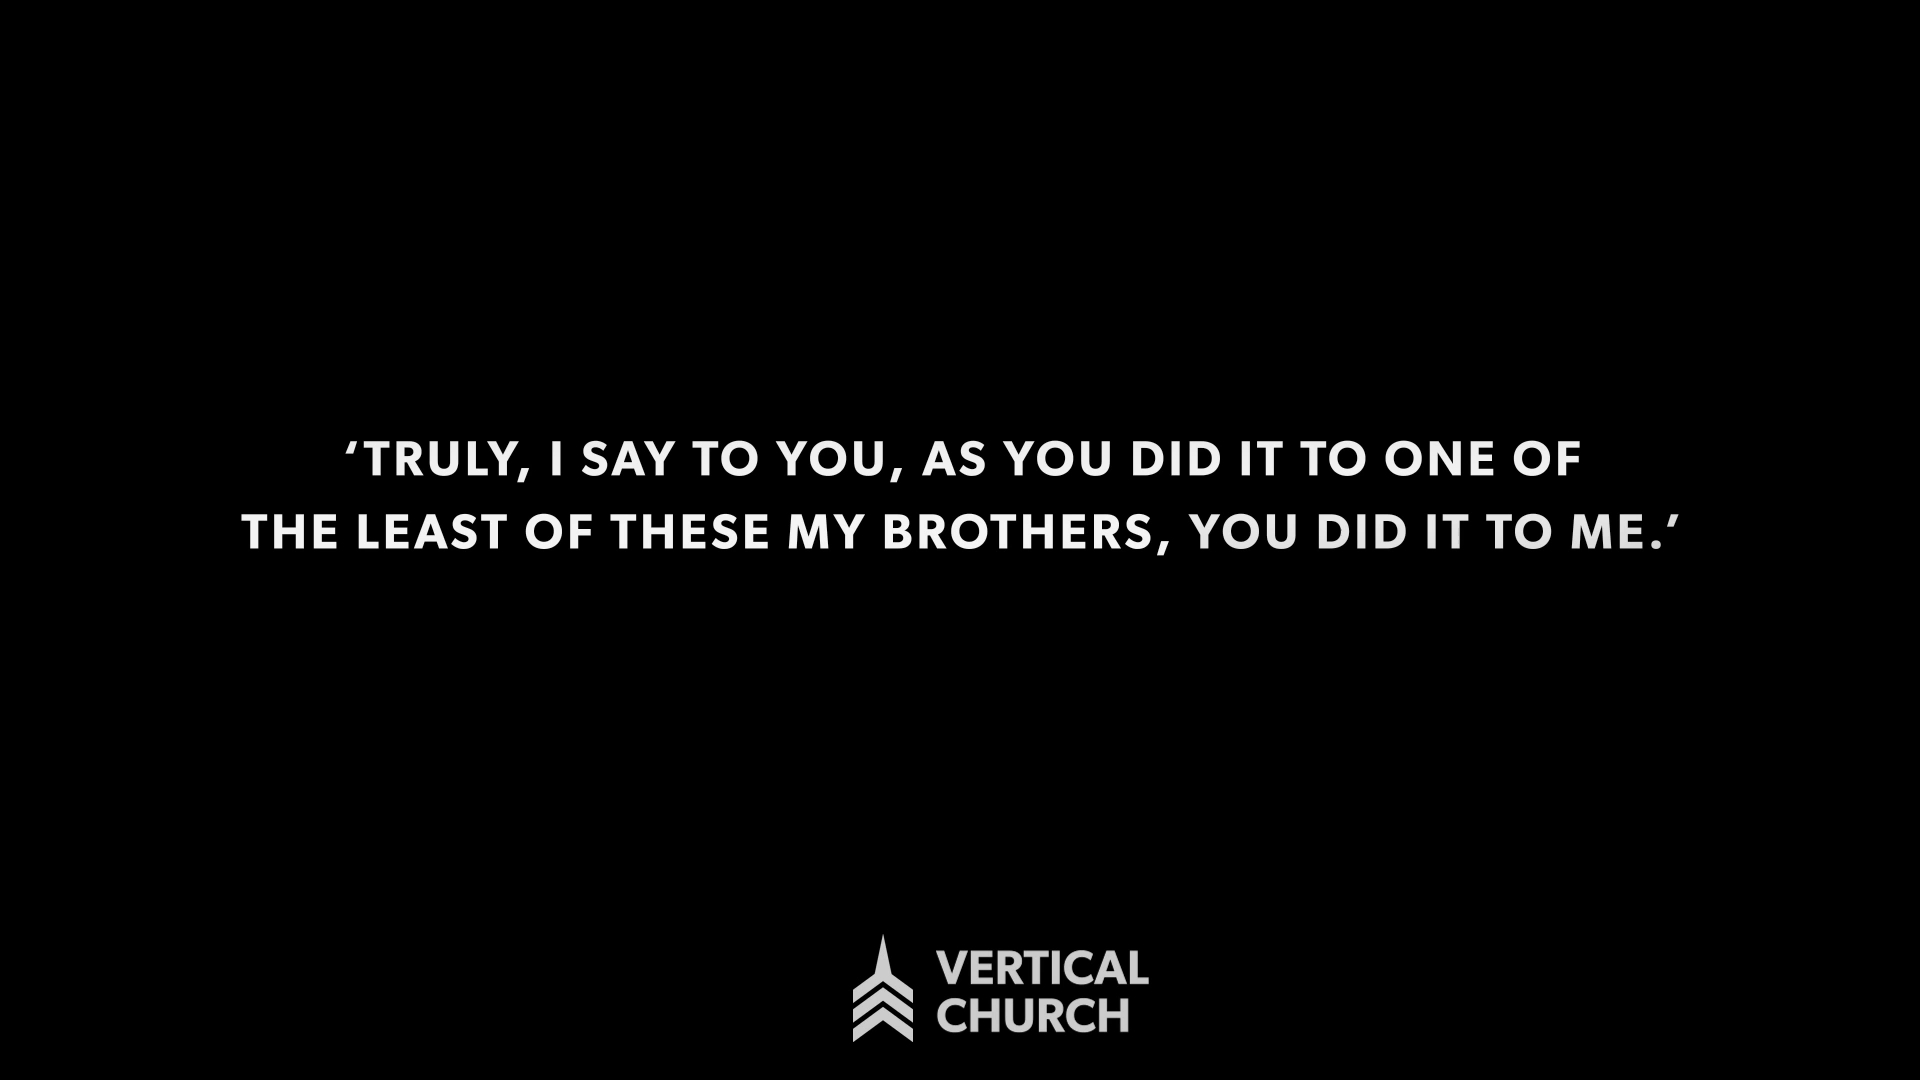 ‘TRULY, I SAY TO YOU, AS YOU DID IT TO ONE OF
THE LEAST OF THESE MY BROTHERS, YOU DID IT TO ME.’
VERTICAL
CHURCH